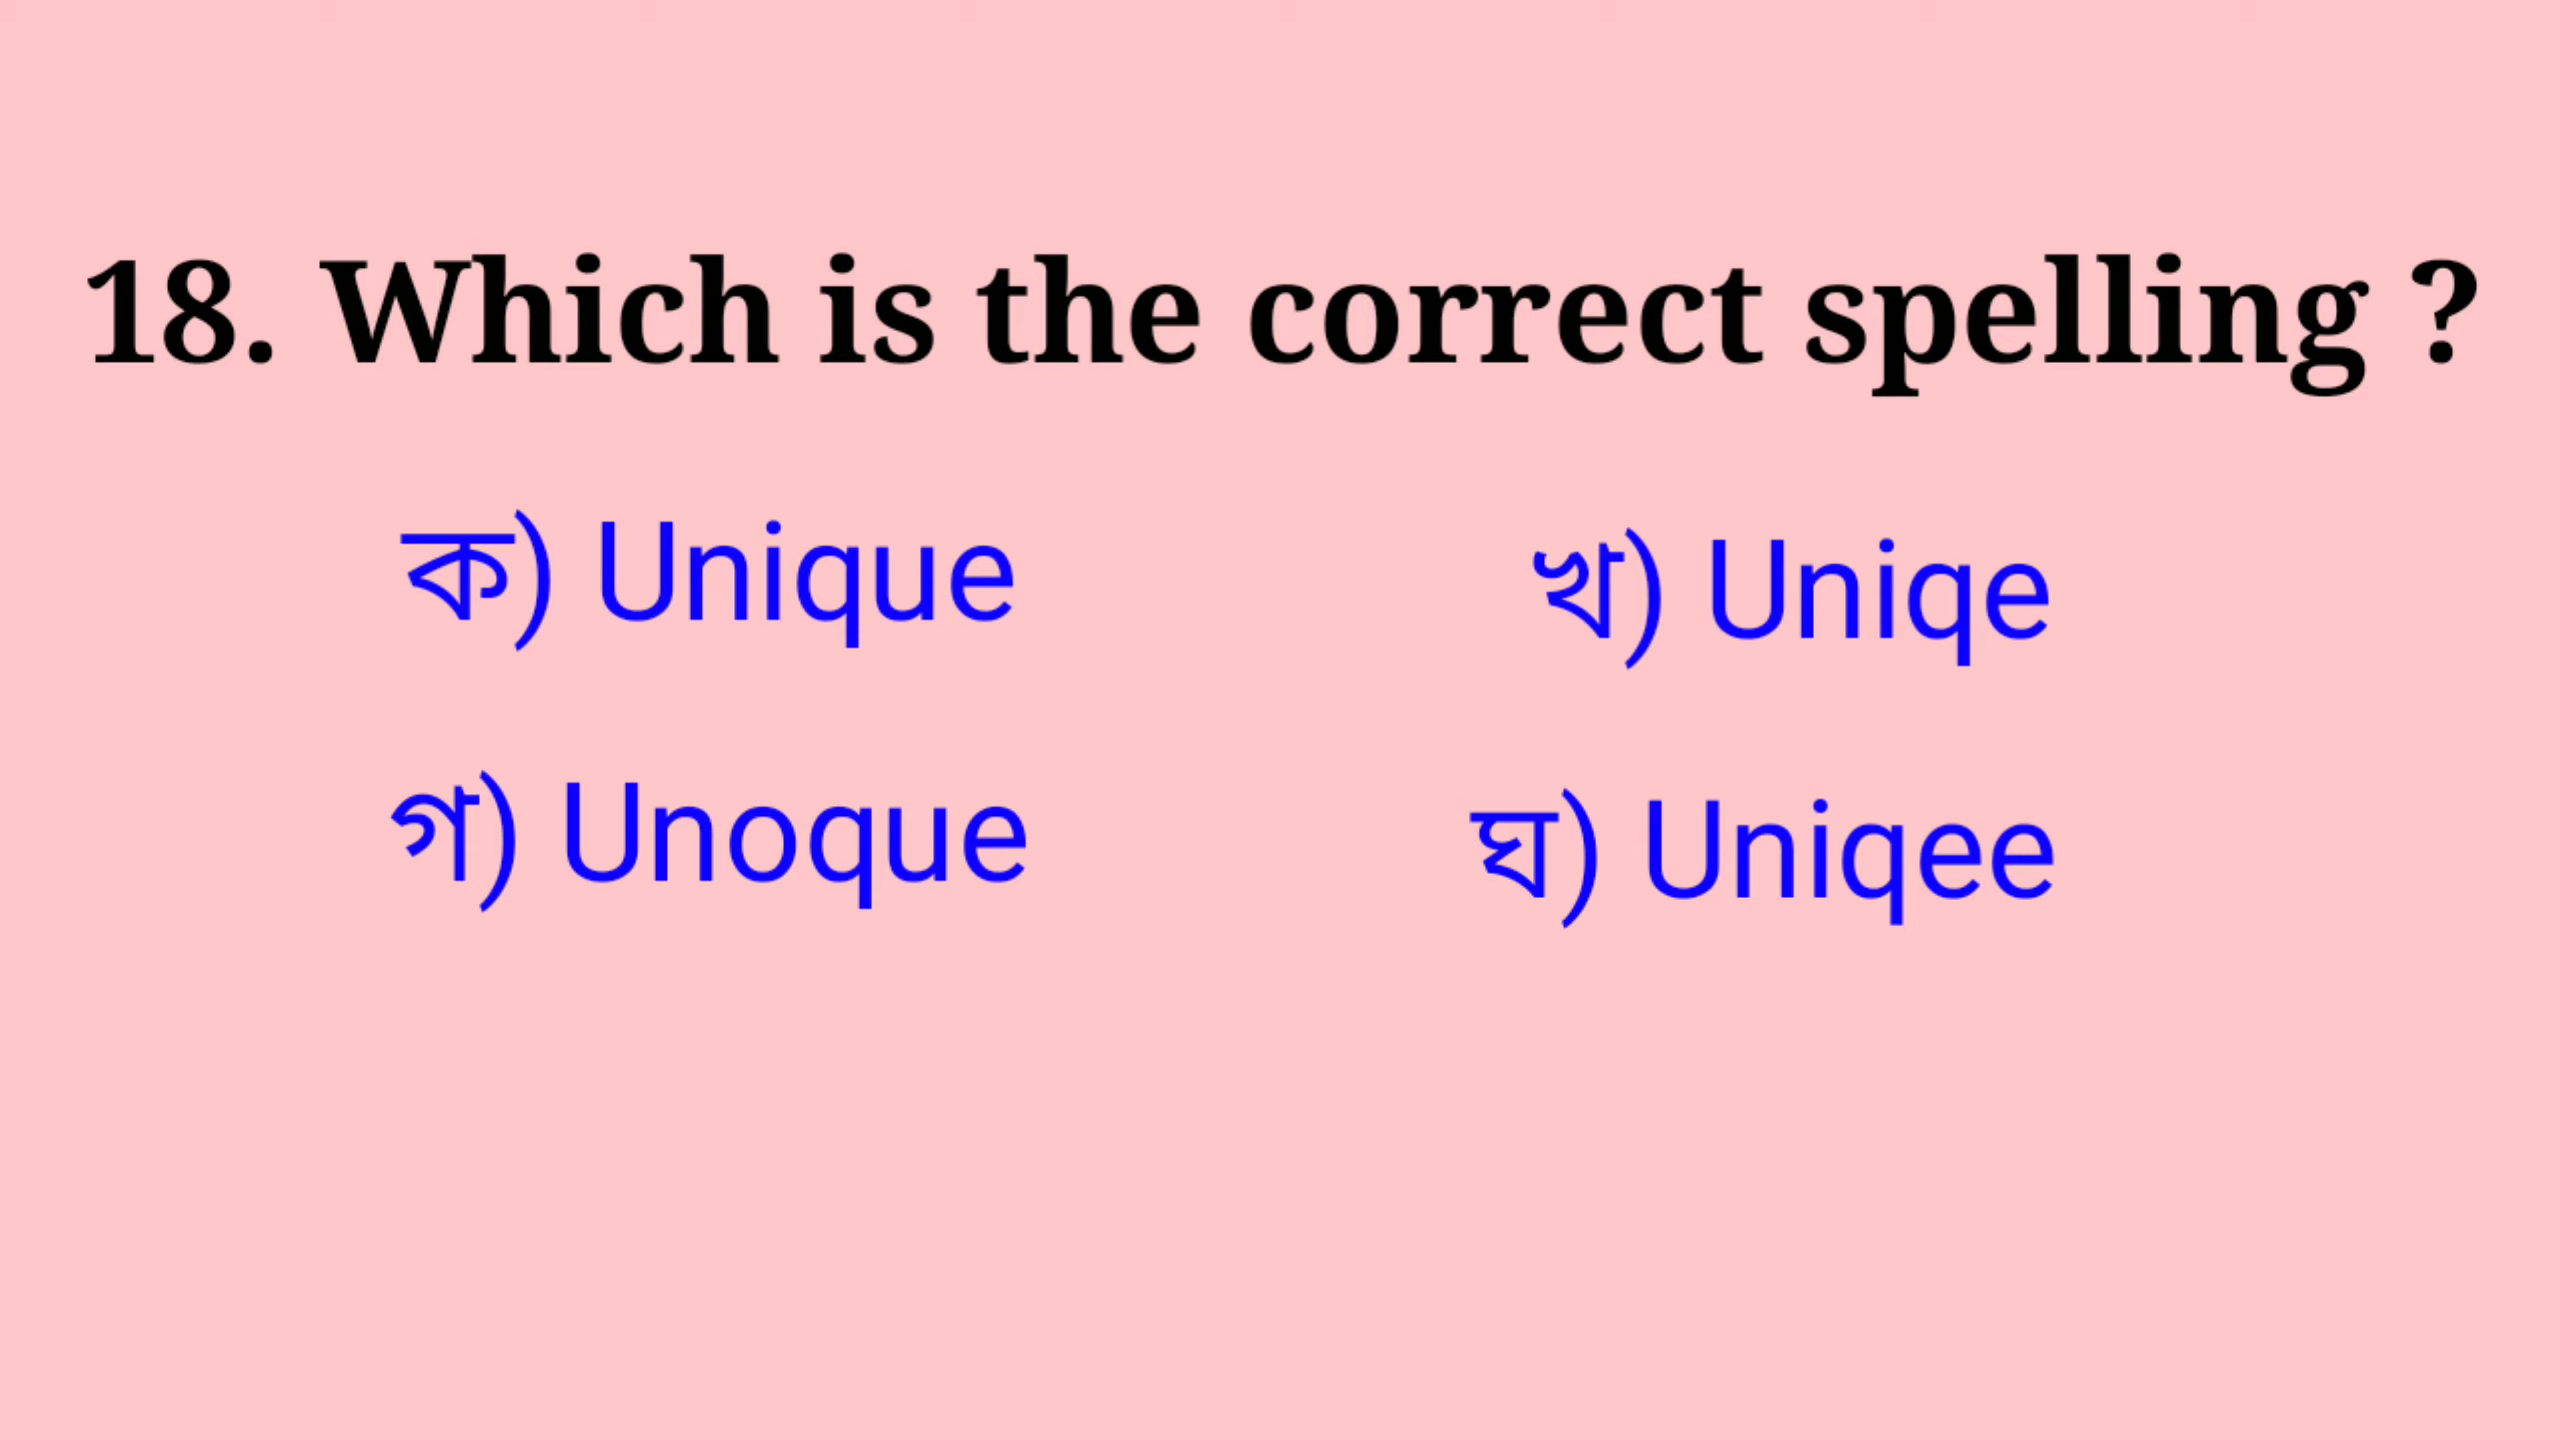 18. Which is the correct spelling ?
ক) Unique
খ) Uniqe
গ) Unoque
ঘ) Uniqee